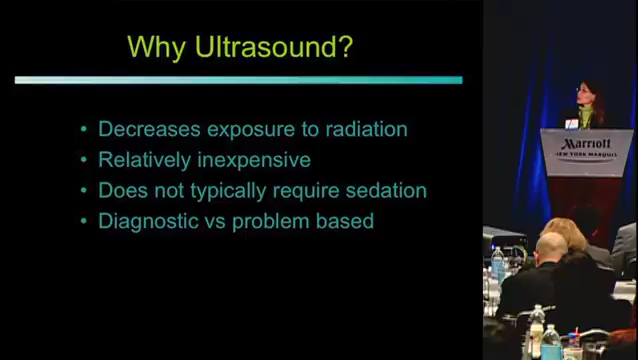 Why Ultrasound?
• Decreases exposure to radiation
• Relatively inexpensive
• Does not typically require sedation
• Diagnostic vs problem based
Marriott
NEW YORK MARQUIS